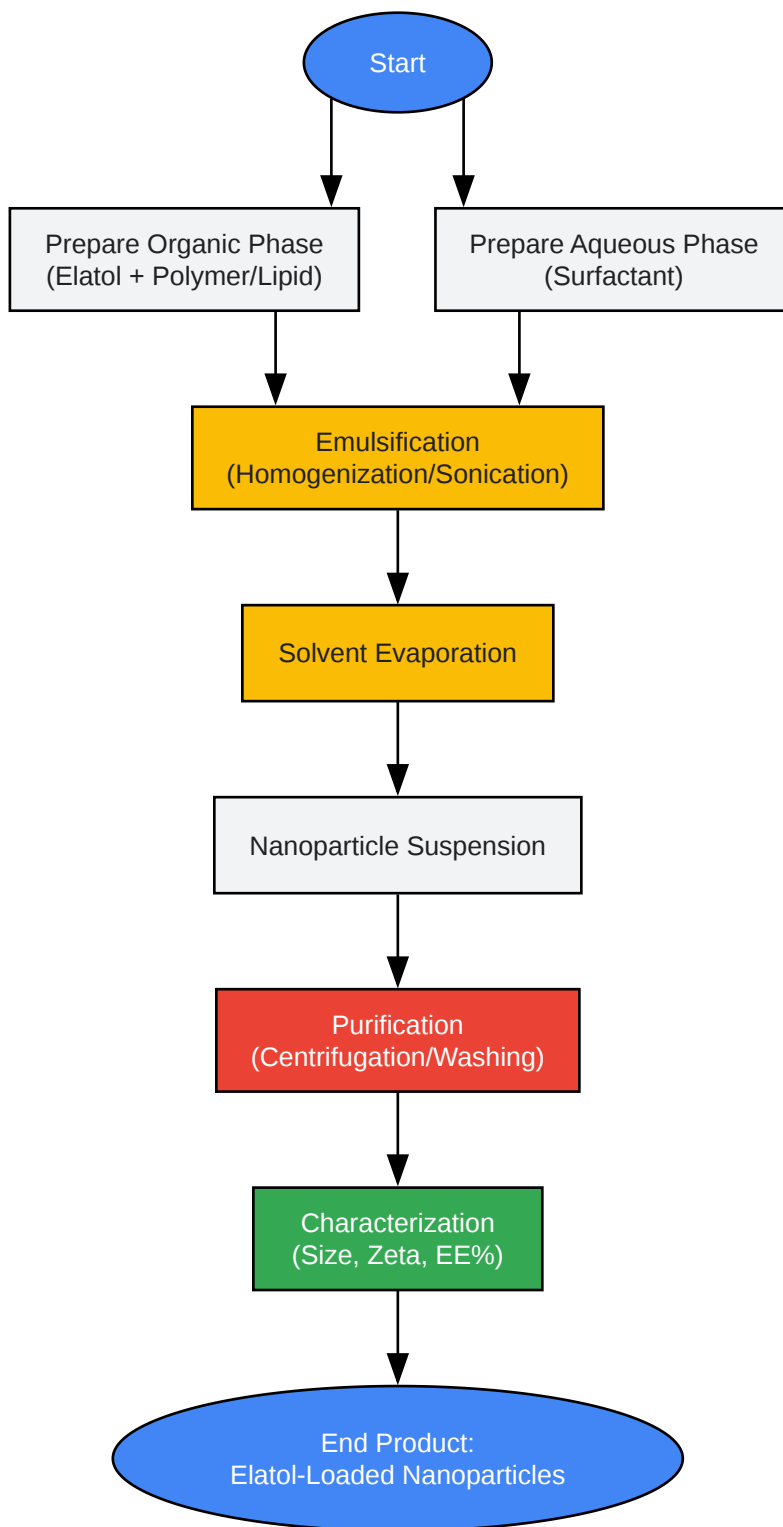 Start
Prepare Organic Phase
(Elatol + Polymer/Lipid)
Prepare Aqueous Phase
(Surfactant)
Emulsification
(Homogenization/Sonication)
Solvent Evaporation
Nanoparticle Suspension
Purification
(Centrifugation/Washing)
Characterization
(Size, Zeta, EE%)
End Product:
Elatol-Loaded Nanoparticles